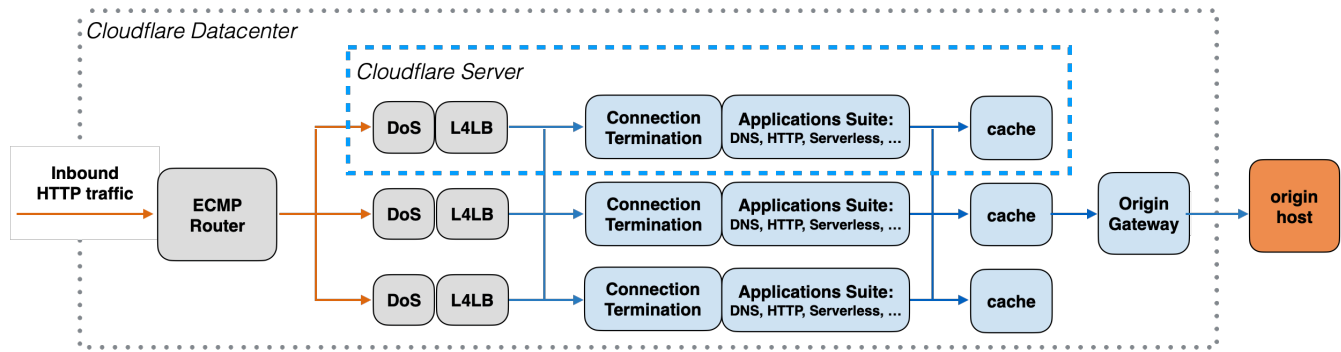 Cloudflare Datacenter
Cloudflare Server
DoS
L4LB
Connection
Termination
Applications Suite:
DNS, HTTP, Serverless, ...
cache
Inbound
HTTP traffic
ECMP
Router
DoS
L4LB
Connection
Termination
Applications Suite:
DNS, HTTP, Serverless, ...
cache
Origin
Gateway
origin
host
DoS
L4LB
Connection
Termination
Applications Suite:
DNS, HTTP, Serverless, ...
cache